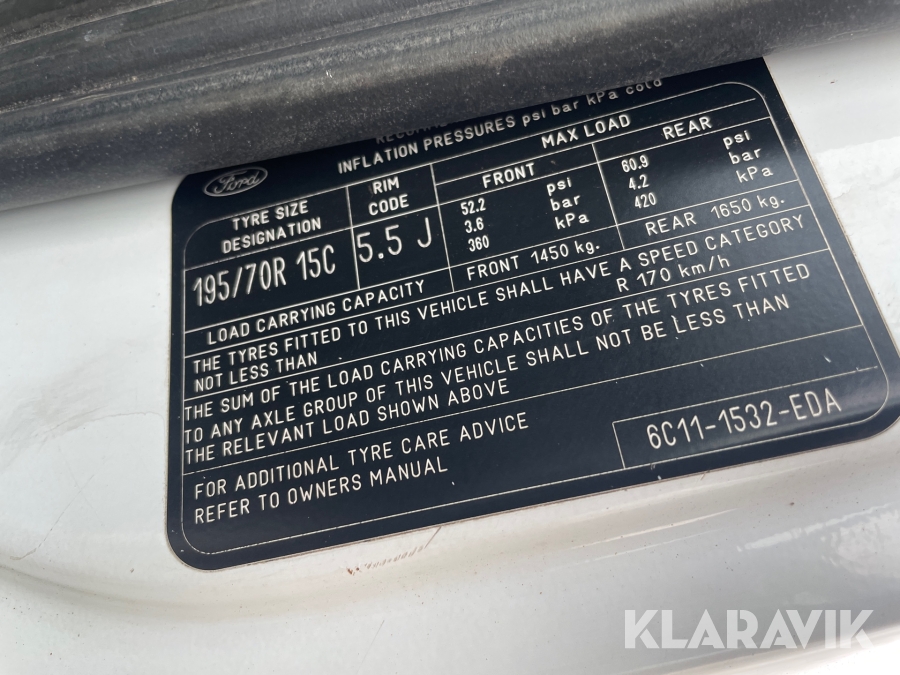 INFLATION PRESSURES psi bar kPa cold
Ford
TYRE SIZE DESIGNATION
RIM CODE
MAX LOAD
FRONT
REAR
195/70R 15C
5.5 J
52.2 psi
3.6 bar
360 kPa
60.9 psi
4.2 bar
420 kPa
LOAD CARRYING CAPACITY FRONT 1450 kg. REAR 1650 kg.
THE TYRES FITTED TO THIS VEHICLE SHALL HAVE A SPEED CATEGORY
NOT LESS THAN R 170 km/h
THE SUM OF THE LOAD CARRYING CAPACITIES OF THE TYRES FITTED
TO ANY AXLE GROUP OF THIS VEHICLE SHALL NOT BE LESS THAN
THE RELEVANT LOAD SHOWN ABOVE
FOR ADDITIONAL TYRE CARE ADVICE
REFER TO OWNERS MANUAL
6C11-1532-EDA
KLARAVIK